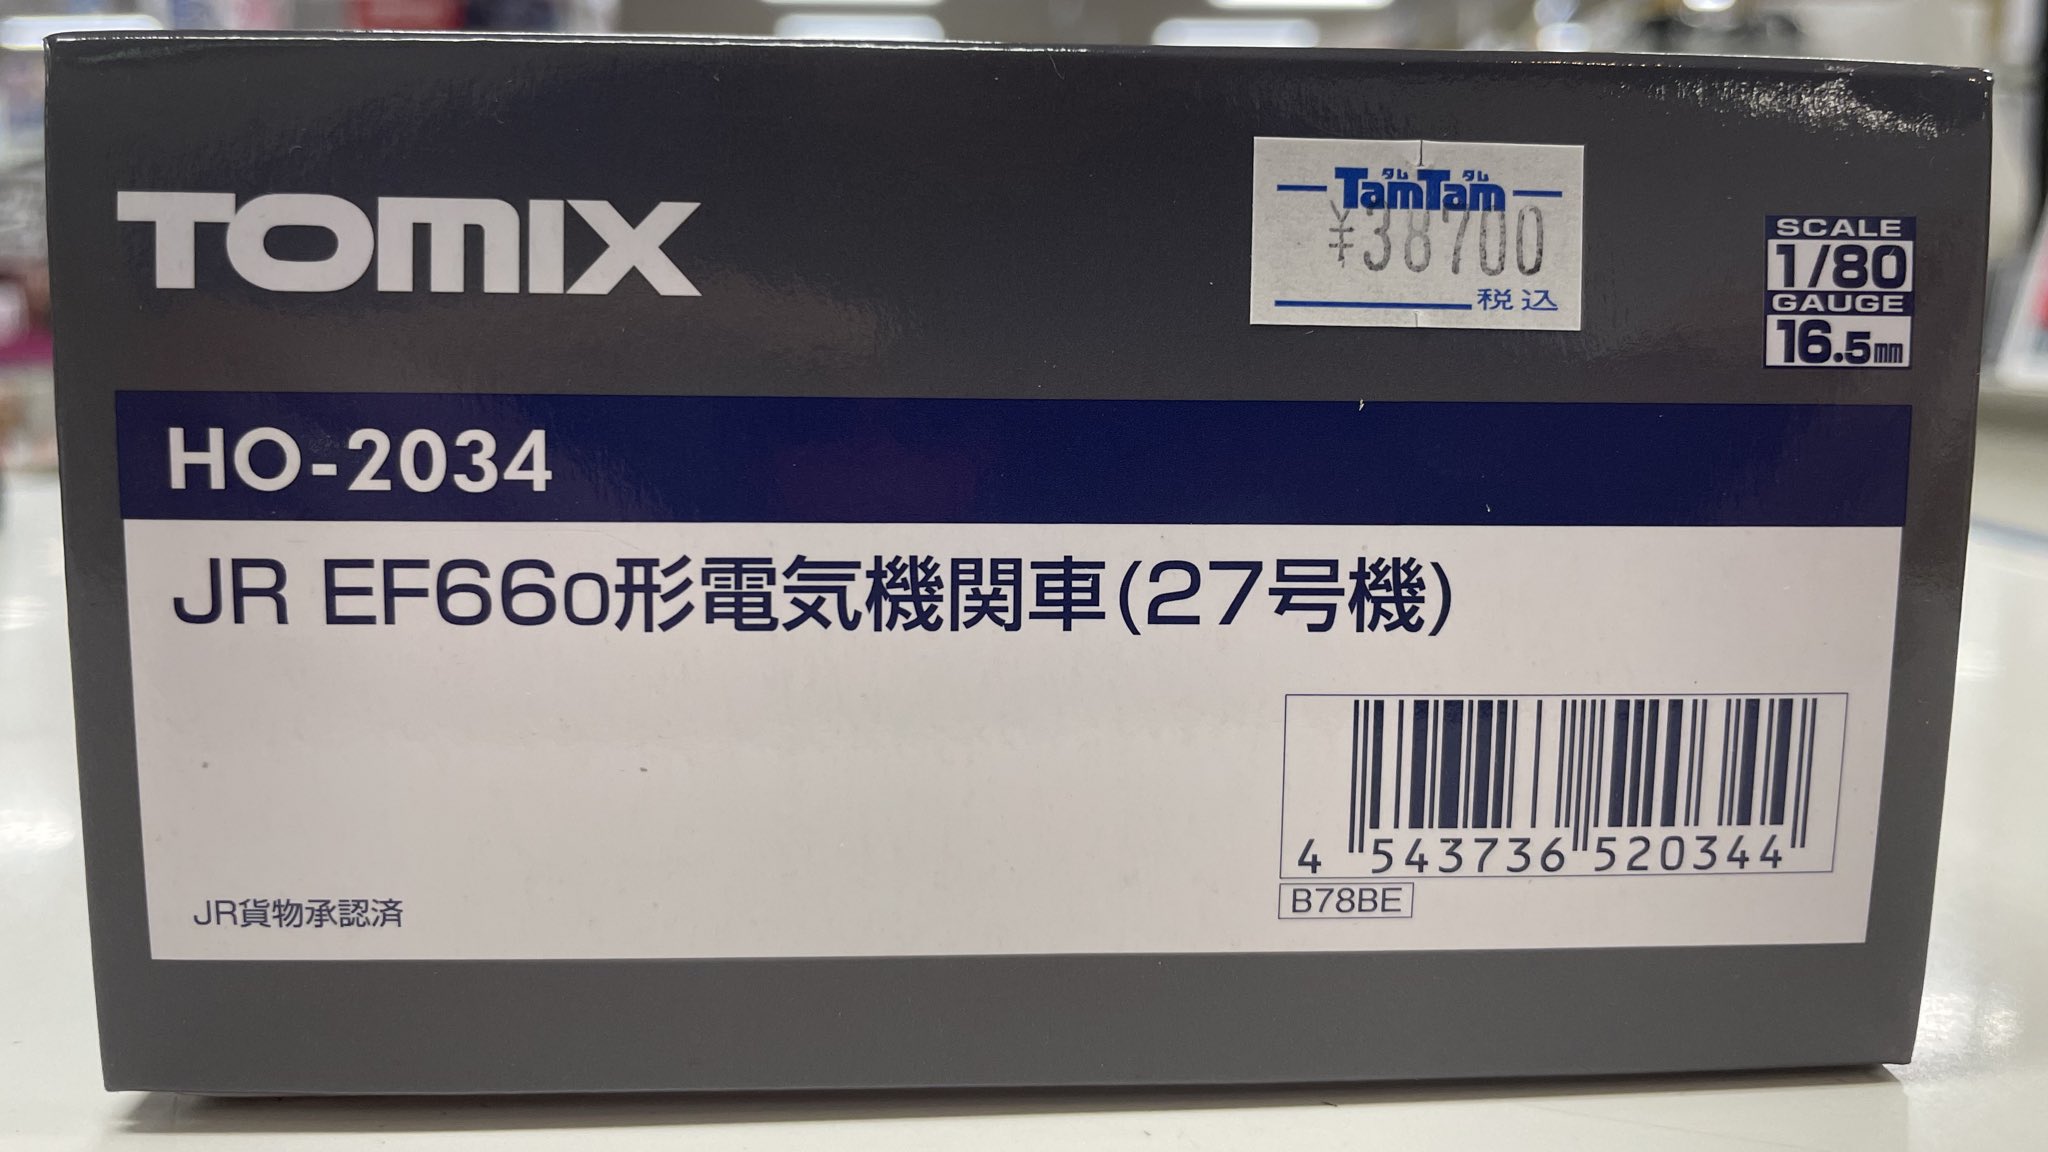 TOMIX
タム タム
TamTam
¥38700
税込
SCALE
1/80
GAUGE
16.5mm
HO-2034
JR EF660形電気機関車(27号機)
4 543736 520344
B78BE
JR貨物承認済